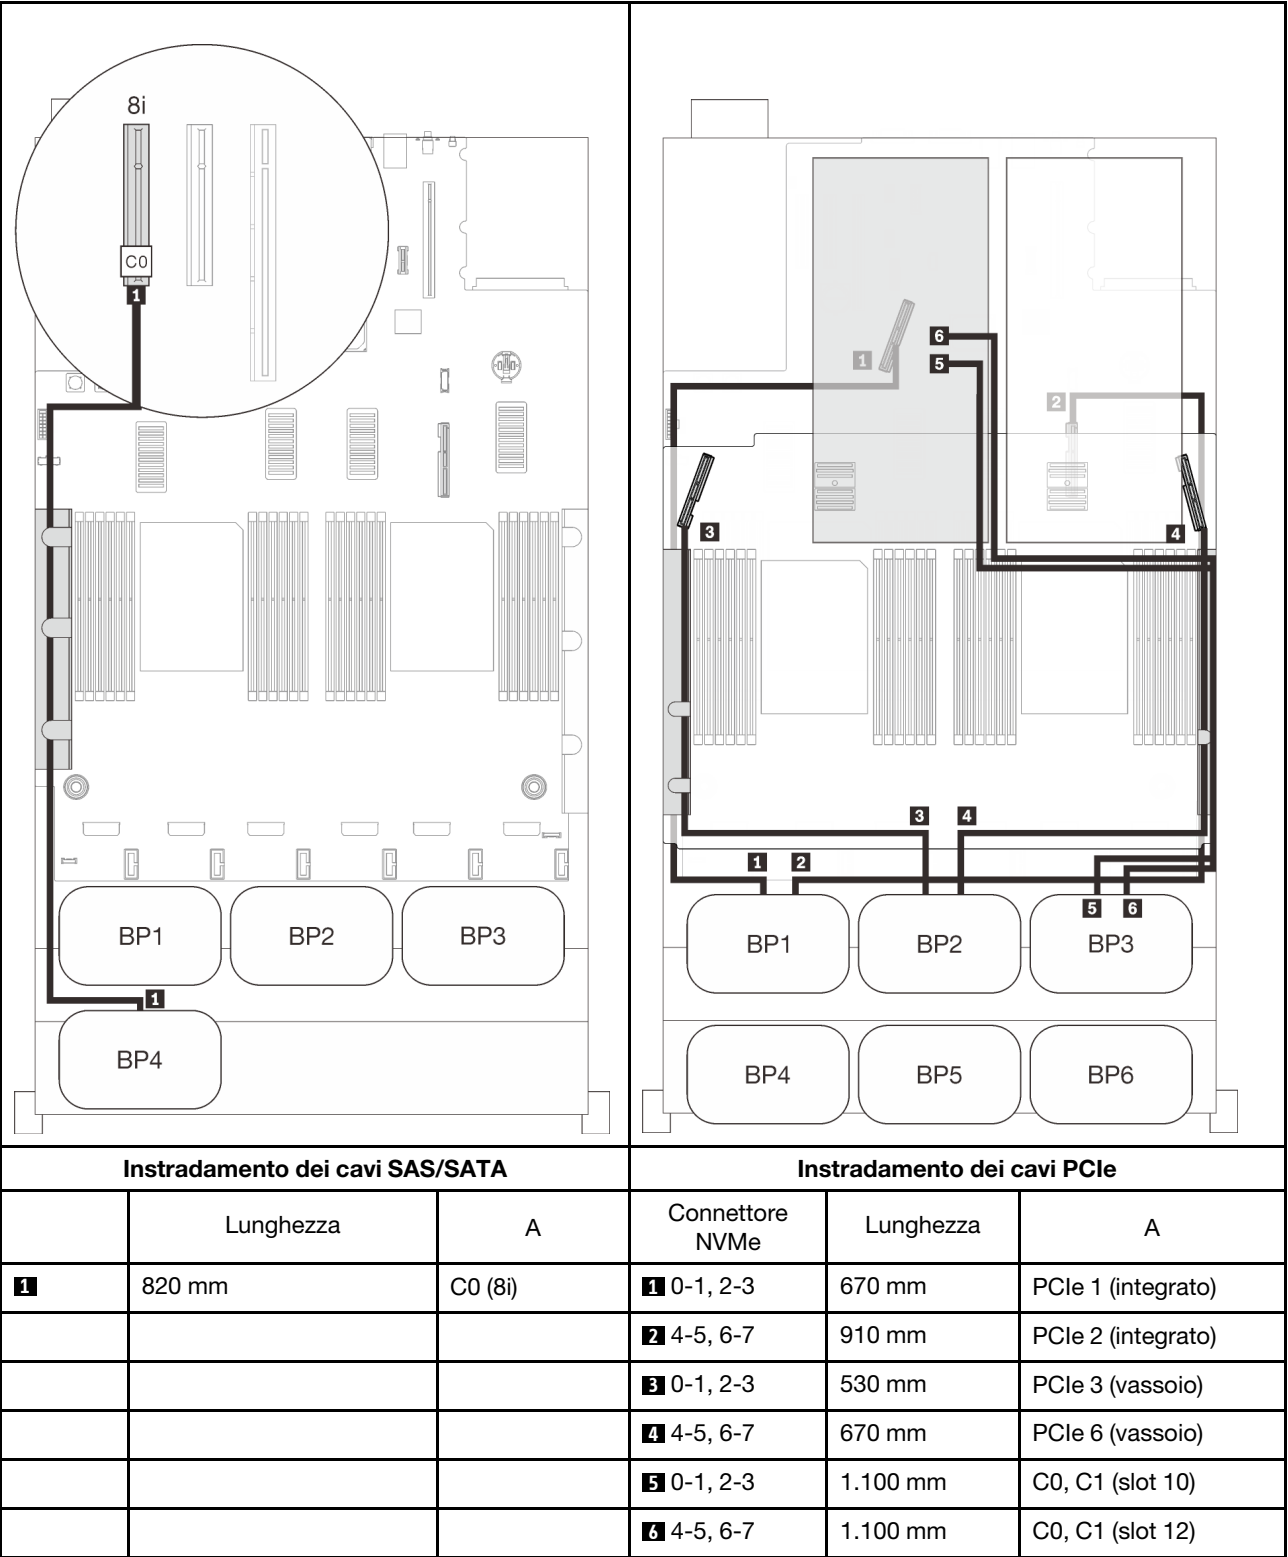 8i
C0
1
BP1 BP2 BP3
1
BP4
6
1
5
2
3
4
3 4
1 2
5 6
BP1 BP2 BP3
BP4 BP5 BP6
Instradamento dei cavi SAS/SATA
Instradamento dei cavi PCIe
Lunghezza A
Connettore
NVMe
Lunghezza A
1 820 mm C0 (8i)
1 0-1, 2-3 670 mm PCIe 1 (integrato)
2 4-5, 6-7 910 mm PCIe 2 (integrato)
3 0-1, 2-3 530 mm PCIe 3 (vassoio)
4 4-5, 6-7 670 mm PCIe 6 (vassoio)
5 0-1, 2-3 1.100 mm C0, C1 (slot 10)
6 4-5, 6-7 1.100 mm C0, C1 (slot 12)